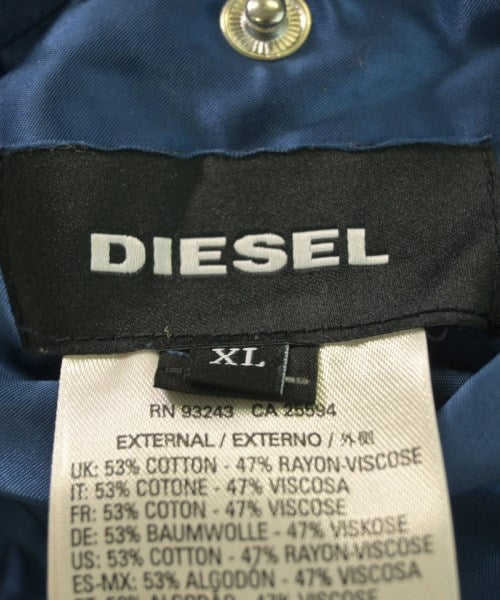 DIESEL
XL
RN 93243 CA 25594
EXTERNAL / EXTERNO / 外側
UK: 53% COTTON - 47% RAYON-VISCOSE
IT: 53% COTONE - 47% VISCOSA
FR: 53% COTON - 47% VISCOSE
DE: 53% BAUMWOLLE - 47% VISKOSE
US: 53% COTTON - 47% RAYON-VISCOSE
ES-MX: 53% ALGODÓN - 47% VISCOSA